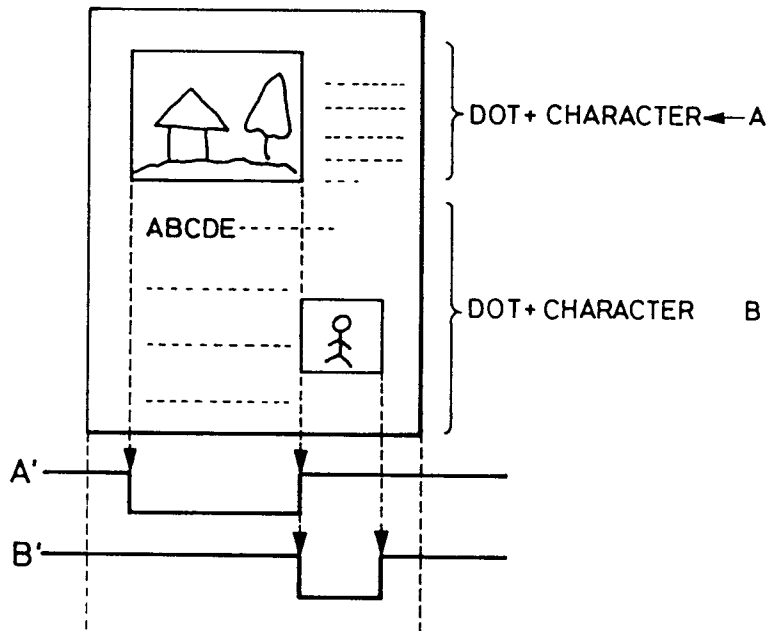 DOT + CHARACTER A
ABCDE
DOT + CHARACTER B
A'
B'